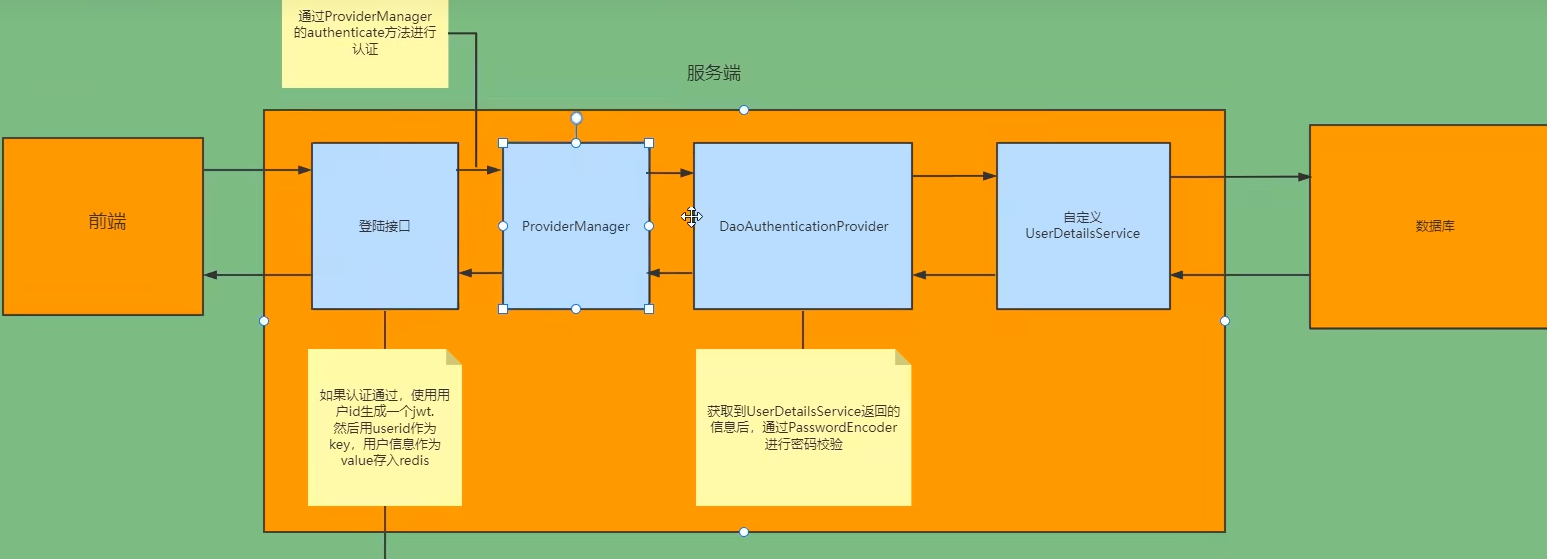 通过ProviderManager
的authenticate方法进行
认证
服务端
前端
登陆接口
ProviderManager
DaoAuthenticationProvider
自定义
UserDetailsService
数据库
如果认证通过，使用用
户id生成一个jwt.
然后用userid作为
key，用户信息作为
value存入redis
获取到UserDetailsService返回的
信息后，通过PasswordEncoder
进行密码校验